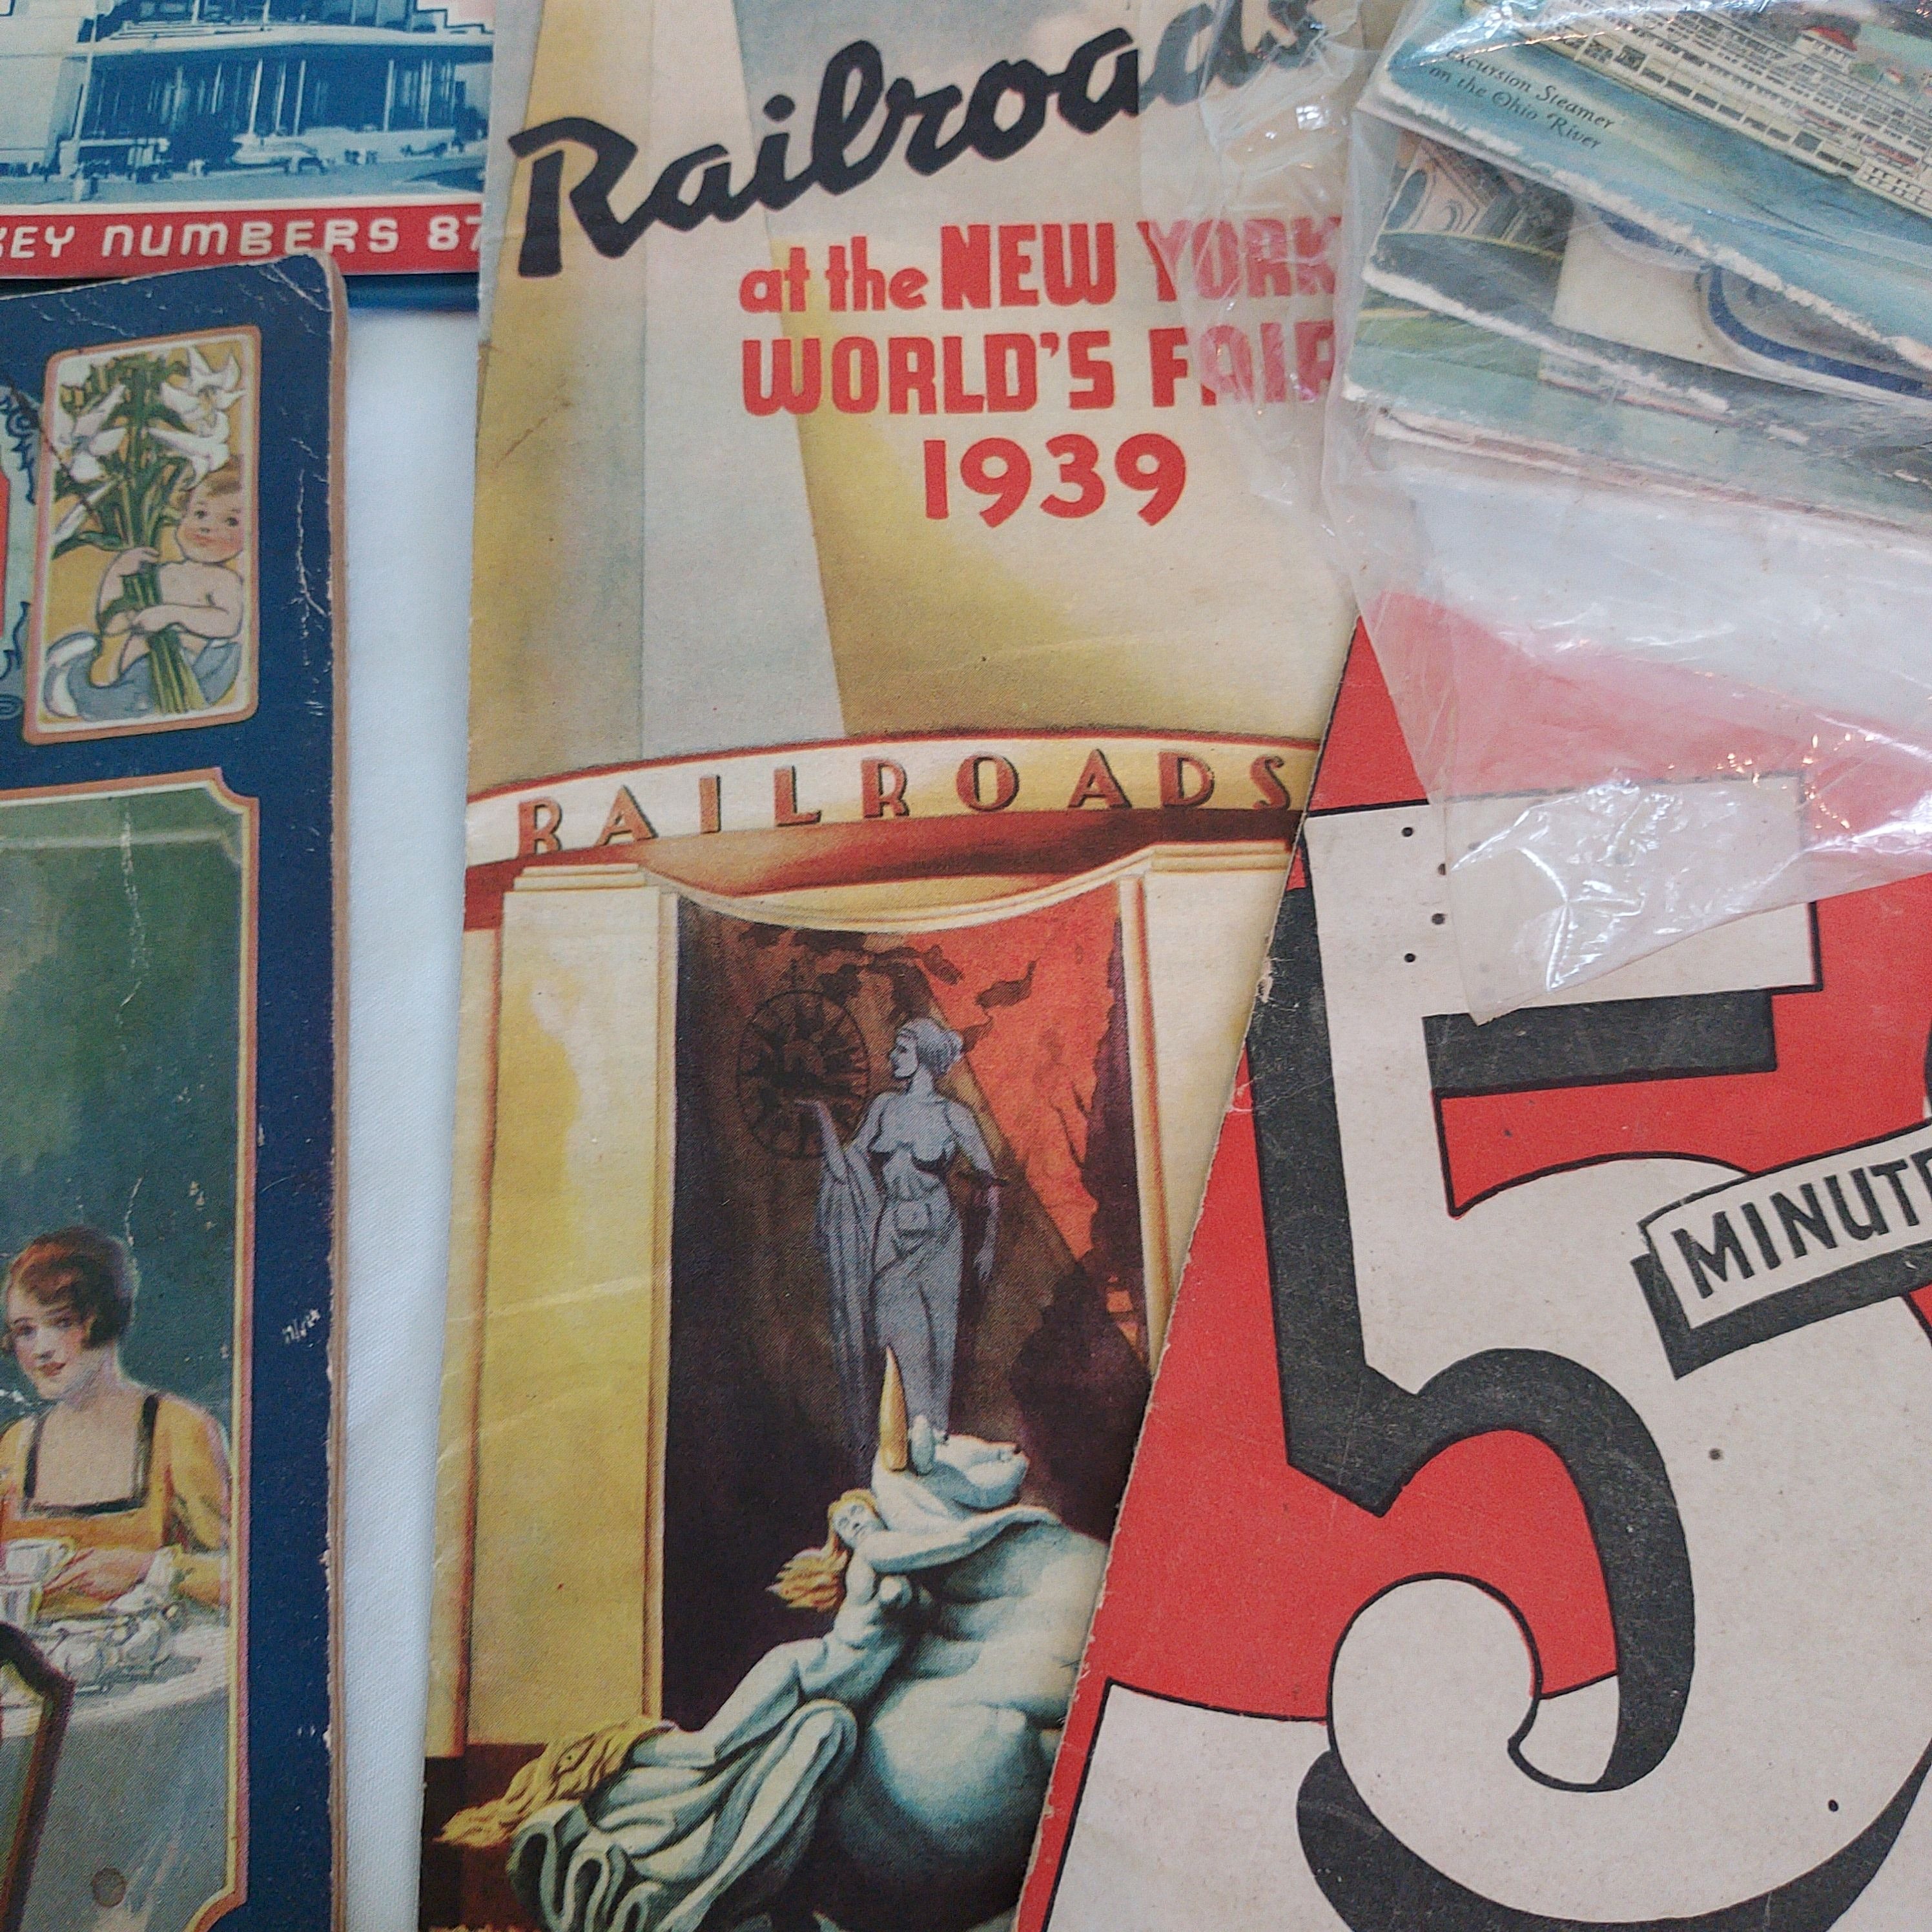 KEY NUMBERS 87
Railroads
at the NEW YORK
WORLD'S FAIR
1939
RAILROADS
Excursion Steamer
on the Ohio River
5
MINUTE